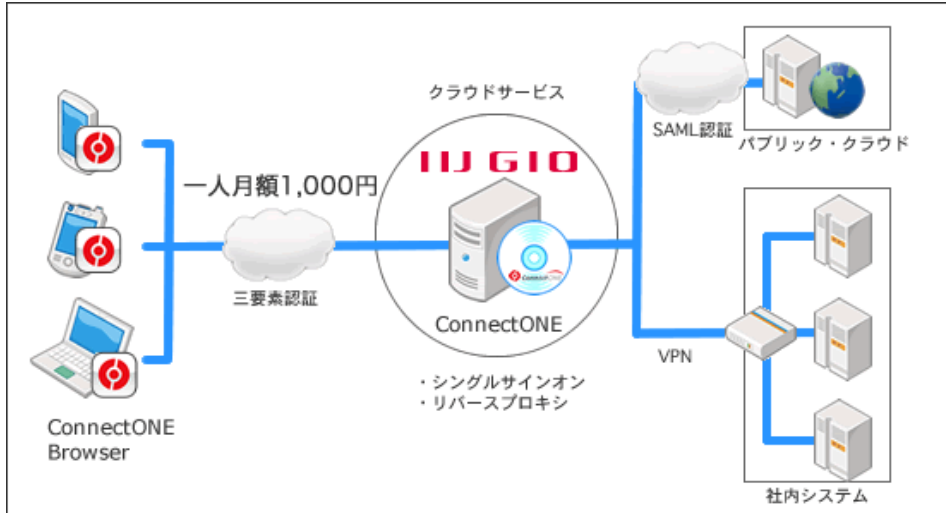 クラウドサービス
IIJ GIO
一人月額1,000円
三要素認証
ConnectONE
ConnectONE
・シングルサインオン
・リバースプロキシ
ConnectONE
Browser
SAML認証
パブリック・クラウド
VPN
社内システム